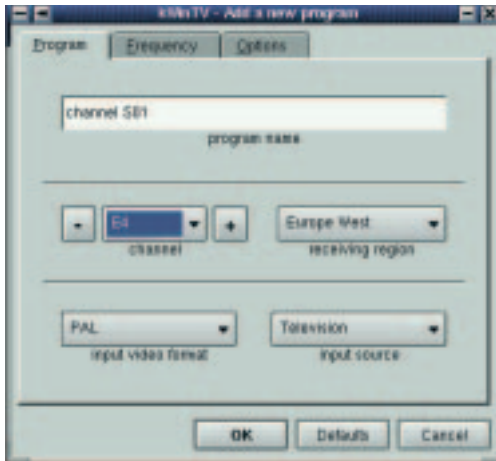 kWinTV - Add a new program
Program Frequency Options
channel S01
program name
- E4 + Europe West
channel receiving region
PAL Television
input video format input source
OK Defaults Cancel